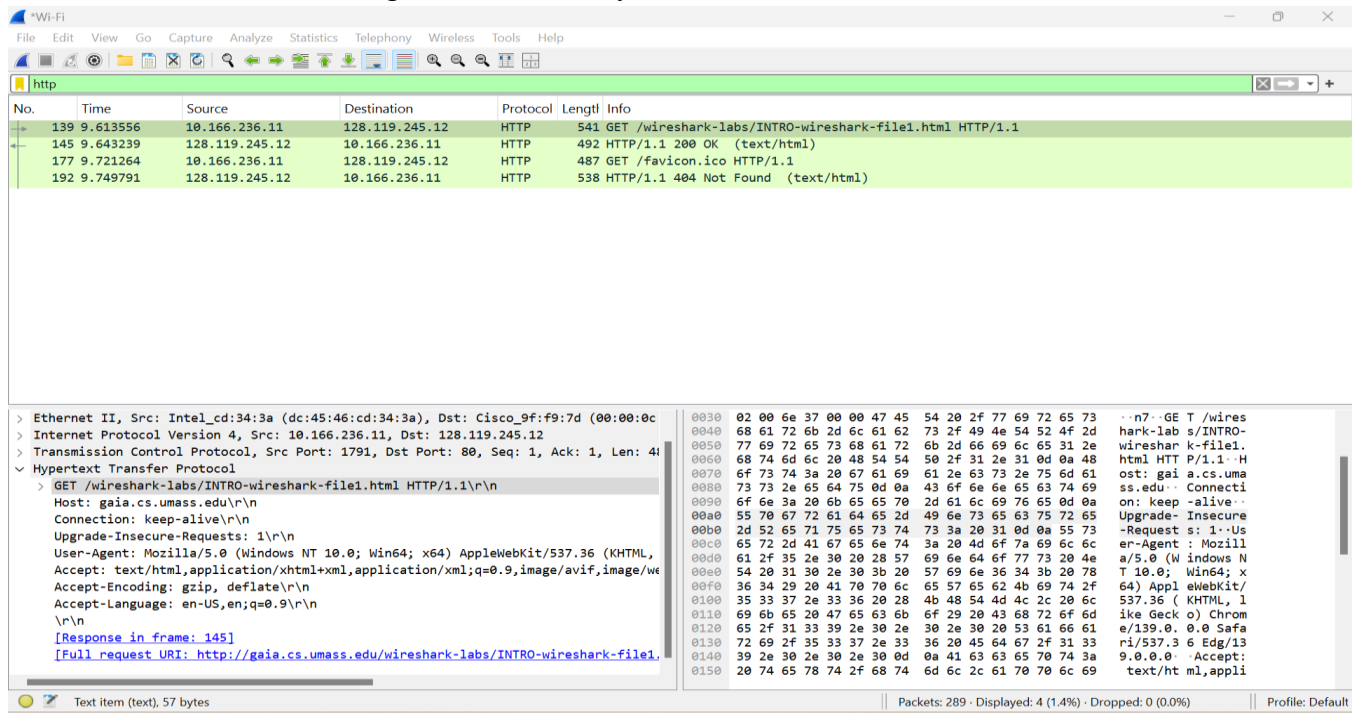 *Wi-Fi
File Edit View Go Capture Analyze Statistics Telephony Wireless Tools Help
http
No. Time Source Destination Protocol Lengtl Info
139 9.613556 10.166.236.11 128.119.245.12 HTTP 541 GET /wireshark-labs/INTRO-wireshark-file1.html HTTP/1.1
145 9.643239 128.119.245.12 10.166.236.11 HTTP 492 HTTP/1.1 200 OK (text/html)
177 9.721264 10.166.236.11 128.119.245.12 HTTP 487 GET /favicon.ico HTTP/1.1
192 9.749791 128.119.245.12 10.166.236.11 HTTP 538 HTTP/1.1 404 Not Found (text/html)
> Ethernet II, Src: Intel_cd:34:3a (dc:45:46:cd:34:3a), Dst: Cisco_9f:f9:7d (00:00:0c
> Internet Protocol Version 4, Src: 10.166.236.11, Dst: 128.119.245.12
> Transmission Control Protocol, Src Port: 1791, Dst Port: 80, Seq: 1, Ack: 1, Len: 48
Hypertext Transfer Protocol
> GET /wireshark-labs/INTRO-wireshark-file1.html HTTP/1.1\r\n
Host: gaia.cs.umass.edu\r\n
Connection: keep-alive\r\n
Upgrade-Insecure-Requests: 1\r\n
User-Agent: Mozilla/5.0 (Windows NT 10.0; Win64; x64) AppleWebKit/537.36 (KHTML,
Accept: text/html,application/xhtml+xml,application/xml;q=0.9,image/avif,image/we
Accept-Encoding: gzip, deflate\r\n
Accept-Language: en-US,en;q=0.9\r\n
\r\n
[Response in frame: 145]
[Full request URI: http://gaia.cs.umass.edu/wireshark-labs/INTRO-wireshark-file1.
0030 02 00 6e 37 00 00 47 45 54 20 2f 77 69 72 65 73 ··n7··GE T /wires
0040 68 61 72 6b 2d 6c 61 62 73 2f 49 4e 54 52 4f 2d hark-lab s/INTRO-
0050 77 69 72 65 73 68 61 72 6b 2d 66 69 6c 65 31 2e wireshar k-file1.
0060 68 74 6d 6c 20 48 54 54 50 2f 31 2e 31 0d 0a 48 html HTT P/1.1··H
0070 6f 73 74 3a 20 67 61 69 61 2e 63 73 2e 75 6d 61 ost: gai a.cs.uma
0080 73 73 2e 65 64 75 0d 0a 43 6f 6e 6e 65 63 74 69 ss.edu·· Connecti
0090 6f 6e 3a 20 6b 65 65 70 2d 61 6c 69 76 65 0d 0a on: keep -alive··
00a0 55 70 67 72 61 64 65 2d 49 6e 73 65 63 75 72 65 Upgrade- Insecure
00b0 2d 52 65 71 75 65 73 74 73 3a 20 31 0d 0a 55 73 -Request s: 1··Us
00c0 65 72 2d 41 67 65 6e 74 3a 20 4d 6f 7a 69 6c 6c er-Agent : Mozill
00d0 61 2f 35 2e 30 20 28 57 69 6e 64 6f 77 73 20 4e a/5.0 (W indows N
00e0 54 20 31 30 2e 30 3b 20 57 69 6e 36 34 3b 20 78 T 10.0; Win64; x
00f0 36 34 29 20 41 70 70 6c 65 57 65 62 4b 69 74 2f 64) Appl eWebKit/
0100 35 33 37 2e 33 36 20 28 4b 48 54 4d 4c 2c 20 6c 537.36 ( KHTML, l
0110 69 6b 65 20 47 65 63 6b 6f 29 20 43 68 72 6f 6d ike Geck o) Chrom
0120 65 2f 31 33 39 2e 30 2e 30 2e 30 20 53 61 66 61 e/139.0. 0.0 Safa
0130 72 69 2f 35 33 37 2e 33 36 20 45 64 67 2f 31 33 ri/537.3 6 Edg/13
0140 39 2e 30 2e 30 2e 30 0d 0a 41 63 63 65 70 74 3a 9.0.0.0· ·Accept:
0150 20 74 65 78 74 2f 68 74 6d 6c 2c 61 70 70 6c 69 text/ht ml,appli
Text item (text), 57 bytes Packets: 289 · Displayed: 4 (1.4%) · Dropped: 0 (0.0%) Profile: Default